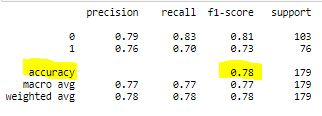 precision recall f1-score support
0 0.79 0.83 0.81 103
1 0.76 0.70 0.73 76
accuracy 0.78 179
macro avg 0.77 0.77 0.77 179
weighted avg 0.78 0.78 0.78 179